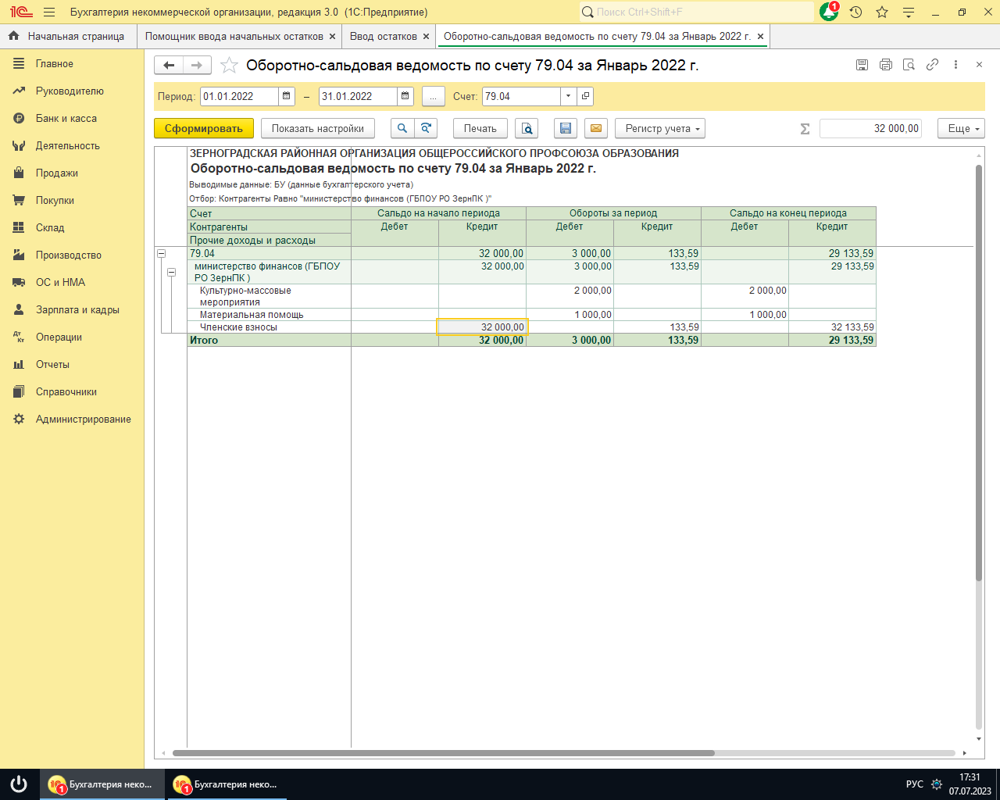 1С Бухгалтерия некоммерческой организации, редакция 3.0 (1С:Предприятие) Поиск Ctrl+Shift+F 1
Начальная страница Помощник ввода начальных остатков × Ввод остатков × Оборотно-сальдовая ведомость по счету 79.04 за Январь 2022 г. ×
Главное
Руководителю
Банк и касса
Деятельность
Продажи
Покупки
Склад
Производство
ОС и НМА
Зарплата и кадры
Дт Кт Операции
Отчеты
Справочники
Администрирование
Оборотно-сальдовая ведомость по счету 79.04 за Январь 2022 г.
Период: 01.01.2022 – 31.01.2022 ... Счет: 79.04
Сформировать Показать настройки Печать Регистр учета Σ 32 000,00 Еще
ЗЕРНОГРАДСКАЯ РАЙОННАЯ ОРГАНИЗАЦИЯ ОБЩЕРОССИЙСКОГО ПРОФСОЮЗА ОБРАЗОВАНИЯ
Оборотно-сальдовая ведомость по счету 79.04 за Январь 2022 г.
Выводимые данные: БУ (данные бухгалтерского учета)
Отбор: Контрагенты Равно "министерство финансов (ГБПОУ РО ЗернПК )"
Счет Сальдо на начало периода Обороты за период Сальдо на конец периода
Контрагенты Дебет Кредит Дебет Кредит Дебет Кредит
Прочие доходы и расходы
79.04 32 000,00 3 000,00 133,59 29 133,59
министерство финансов (ГБПОУ 32 000,00 3 000,00 133,59 29 133,59
РО ЗернПК )
Культурно-массовые 2 000,00 2 000,00
мероприятия
Материальная помощь 1 000,00 1 000,00
Членские взносы 32 000,00 133,59 32 133,59
Итого 32 000,00 3 000,00 133,59 29 133,59
1С 1 Бухгалтерия неко... 1С 1 Бухгалтерия неко... РУС 17:31
07.07.2023